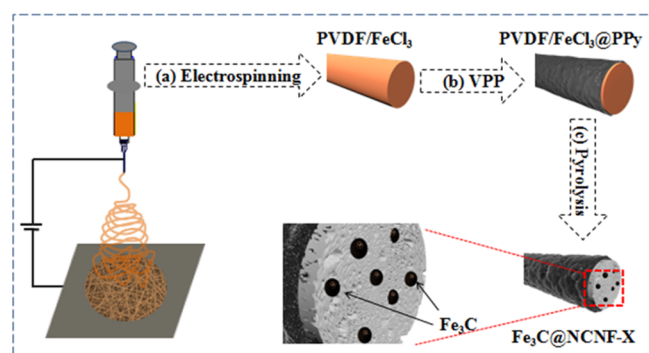 PVDF/FeCl₃
PVDF/FeCl₃@PPy
(a) Electrospinning
(b) VPP
(c) Pyrolysis
Fe₃C
Fe₃C@NCNF-X